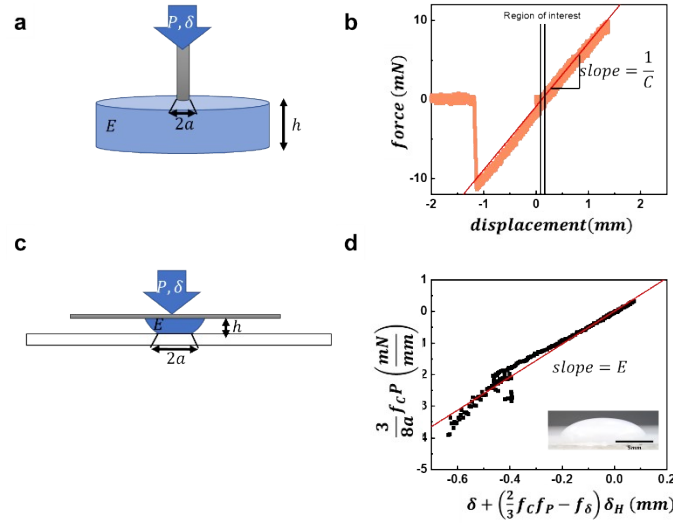 a
P, δ
E
2a
h
b
Region of interest
force (mN)
10
0
-10
slope = 1/C
-2
-1
0
1
2
displacement(mm)
c
P, δ
E
h
2a
d
3/8a f_C P (mN/mm)
1
0
1
2
3
4
5
slope = E
-0.6
-0.4
-0.2
0.0
0.2
δ + (2/3 f_C f_P − f_δ) δ_H (mm)